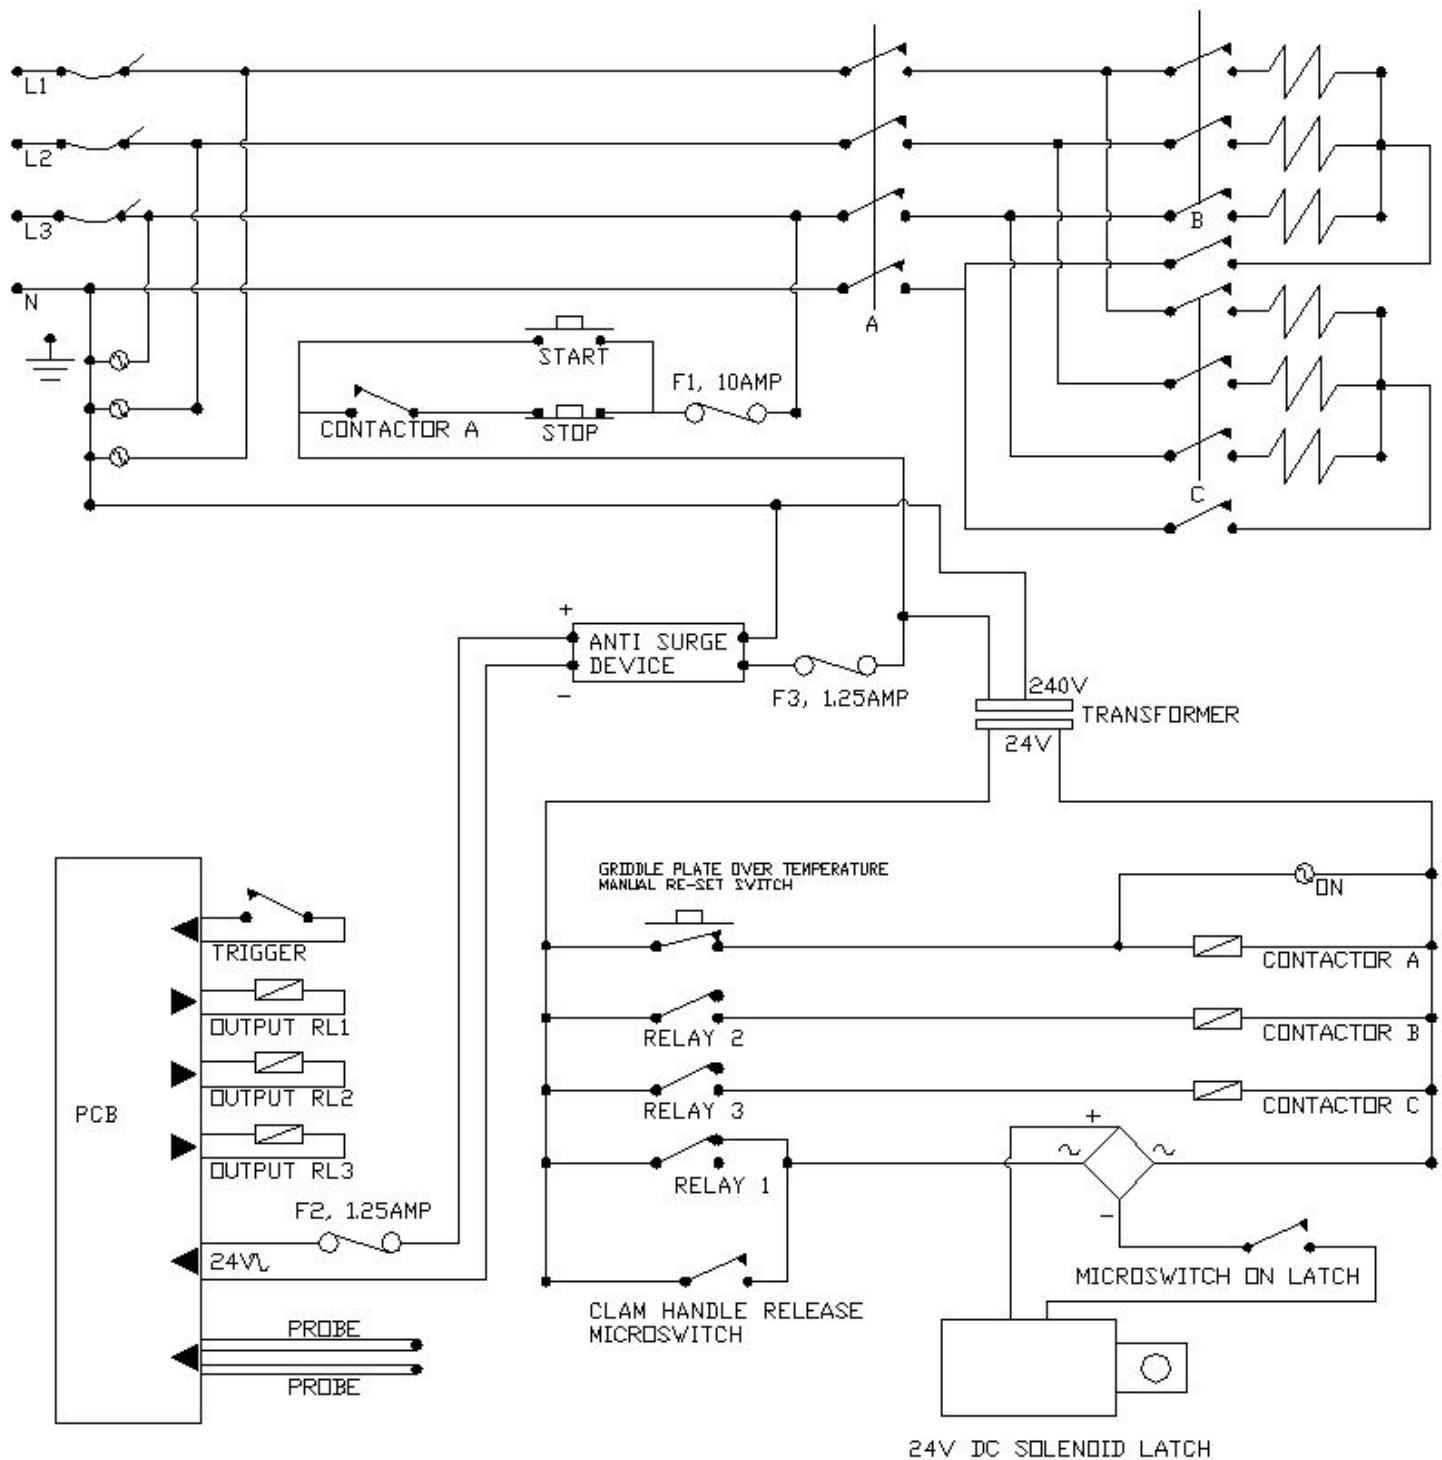 L1
L2
L3
B
N
A
START
F1, 10AMP
CONTACTOR A
STOP
C
+
ANTI SURGE
DEVICE
-
F3, 1.25AMP
240V
TRANSFORMER
24V
GRIDDLE PLATE OVER TEMPERATURE
MANUAL RE-SET SWITCH
ON
TRIGGER
CONTACTOR A
OUTPUT RL1
RELAY 2
CONTACTOR B
OUTPUT RL2
RELAY 3
CONTACTOR C
PCB
+
~
~
OUTPUT RL3
RELAY 1
F2, 1.25AMP
-
24V∿
MICROSWITCH ON LATCH
CLAM HANDLE RELEASE
MICROSWITCH
PROBE
PROBE
24V DC SOLENOID LATCH